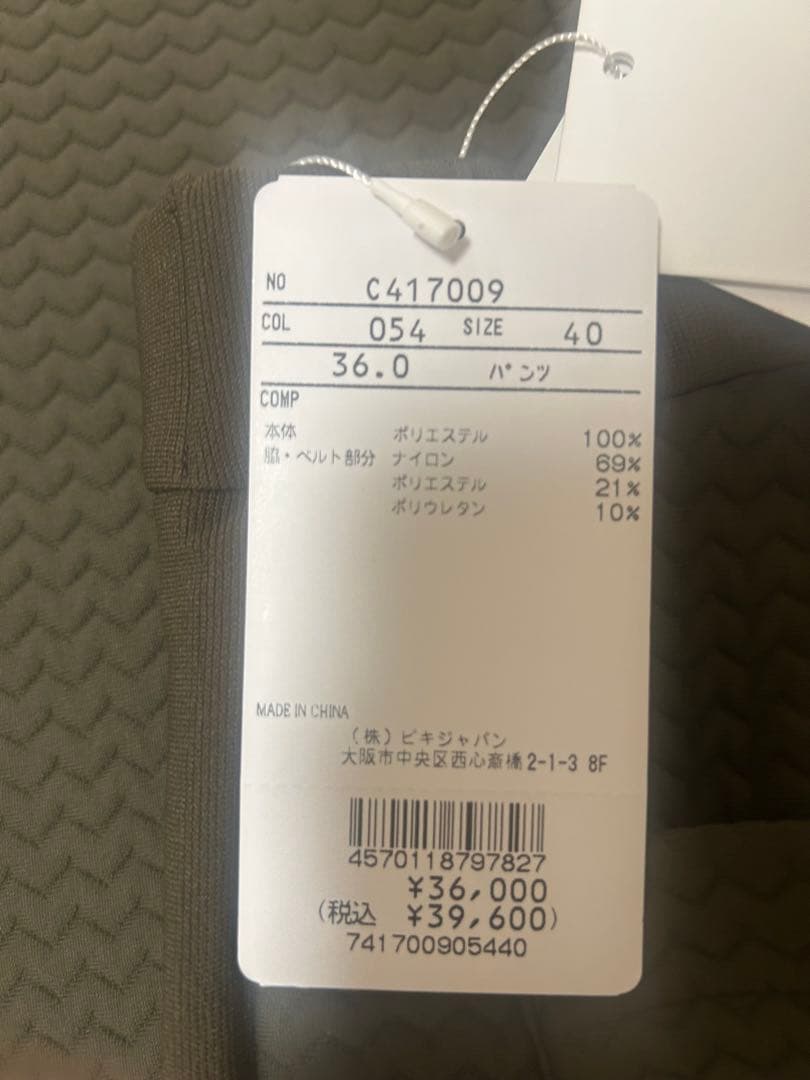 NO C417009
COL 054 SIZE 40
36.0 パンツ
COMP
本体 ポリエステル 100%
脇・ベルト部分 ナイロン 69%
ポリエステル 21%
ポリウレタン 10%
MADE IN CHINA
(株)ビキジャパン
大阪市中央区西心斎橋2-1-3 8F
4570118797827
¥36,000
(税込 ¥39,600)
741700905440